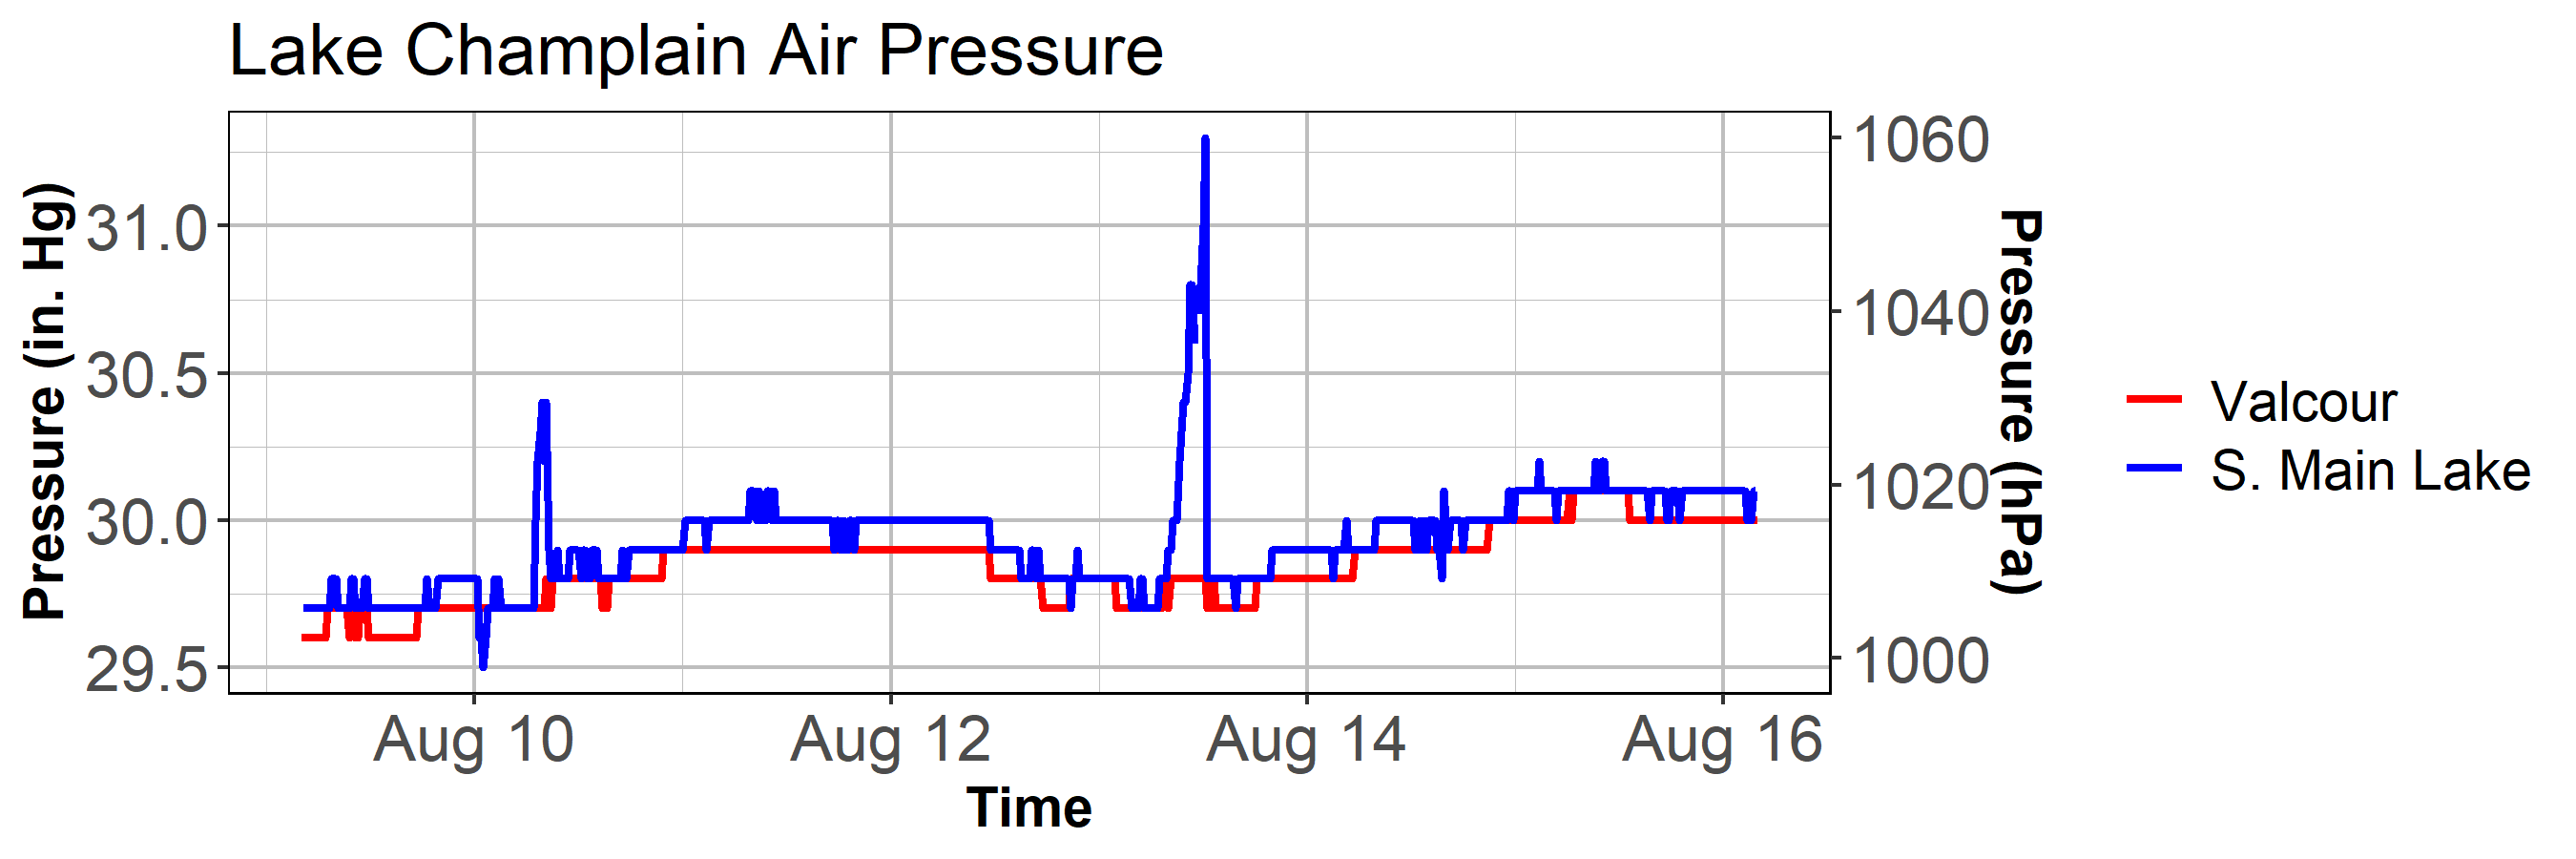 Lake Champlain Air Pressure
Pressure (in. Hg)
31.0
30.5
30.0
29.5
1060
1040
1020
1000
Pressure (hPa)
Aug 10
Aug 12
Aug 14
Aug 16
Time
Valcour
S. Main Lake